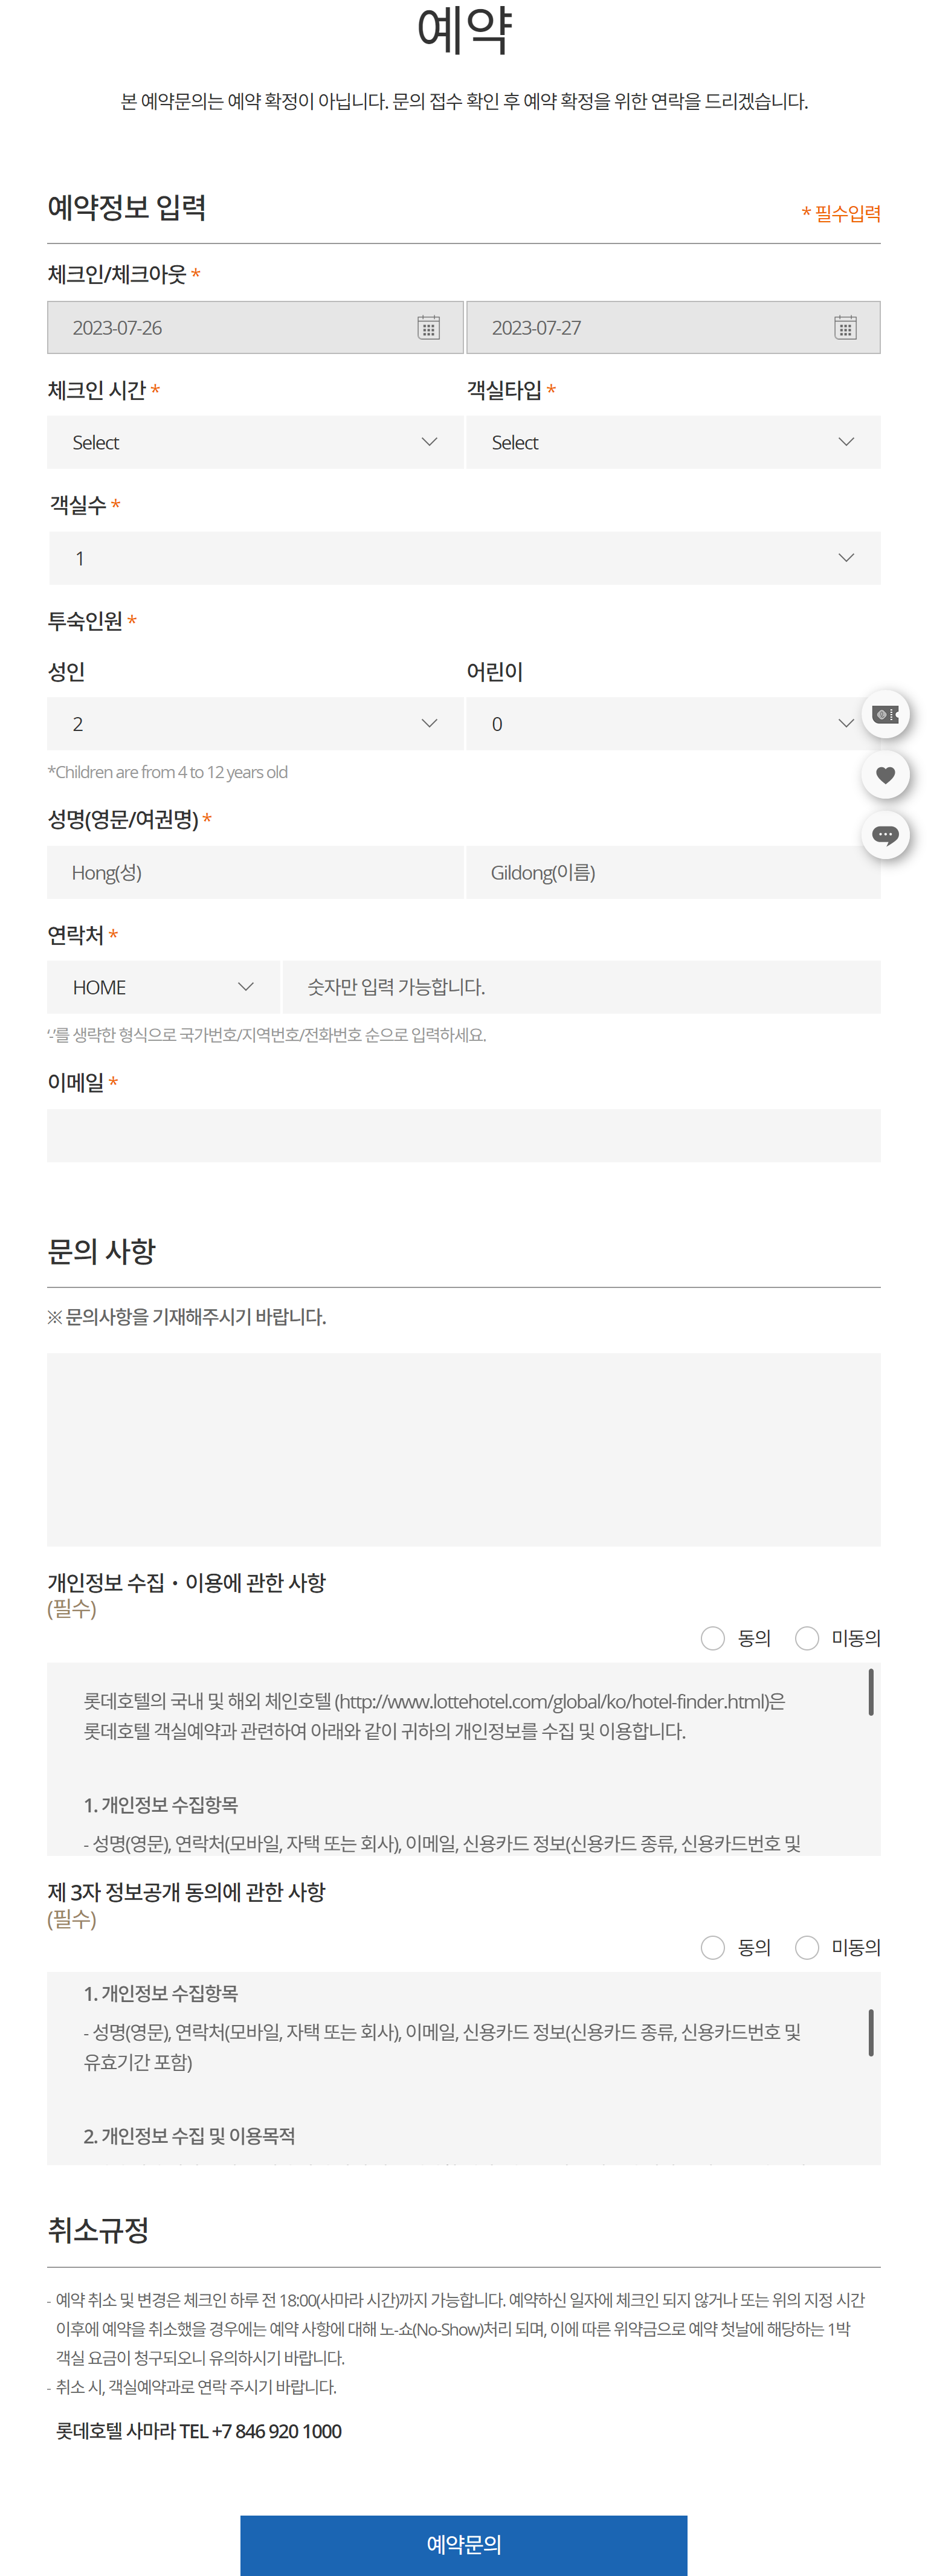 예약
본 예약문의는 예약 확정이 아닙니다. 문의 접수 확인 후 예약 확정을 위한 연락을 드리겠습니다.
예약정보 입력
* 필수입력
체크인/체크아웃 *
2023-07-26
2023-07-27
체크인 시간 *
객실타입 *
Select
Select
객실수 *
1
투숙인원 *
성인
어린이
2
0
*Children are from 4 to 12 years old
성명(영문/여권명) *
Hong(성)
Gildong(이름)
연락처 *
HOME
숫자만 입력 가능합니다.
‘-’를 생략한 형식으로 국가번호/지역번호/전화번호 순으로 입력하세요.
이메일 *
문의 사항
※ 문의사항을 기재해주시기 바랍니다.
개인정보 수집・이용에 관한 사항
(필수)
동의
미동의
롯데호텔의 국내 및 해외 체인호텔 (http://www.lottehotel.com/global/ko/hotel-finder.html)은
롯데호텔 객실예약과 관련하여 아래와 같이 귀하의 개인정보를 수집 및 이용합니다.
1. 개인정보 수집항목
- 성명(영문), 연락처(모바일, 자택 또는 회사), 이메일, 신용카드 정보(신용카드 종류, 신용카드번호 및
제 3자 정보공개 동의에 관한 사항
(필수)
동의
미동의
1. 개인정보 수집항목
- 성명(영문), 연락처(모바일, 자택 또는 회사), 이메일, 신용카드 정보(신용카드 종류, 신용카드번호 및
유효기간 포함)
2. 개인정보 수집 및 이용목적
취소규정
- 예약 취소 및 변경은 체크인 하루 전 18:00(사마라 시간)까지 가능합니다. 예약하신 일자에 체크인 되지 않거나 또는 위의 지정 시간
이후에 예약을 취소했을 경우에는 예약 사항에 대해 노-쇼(No-Show)처리 되며, 이에 따른 위약금으로 예약 첫날에 해당하는 1박
객실 요금이 청구되오니 유의하시기 바랍니다.
- 취소 시, 객실예약과로 연락 주시기 바랍니다.
롯데호텔 사마라 TEL +7 846 920 1000
예약문의